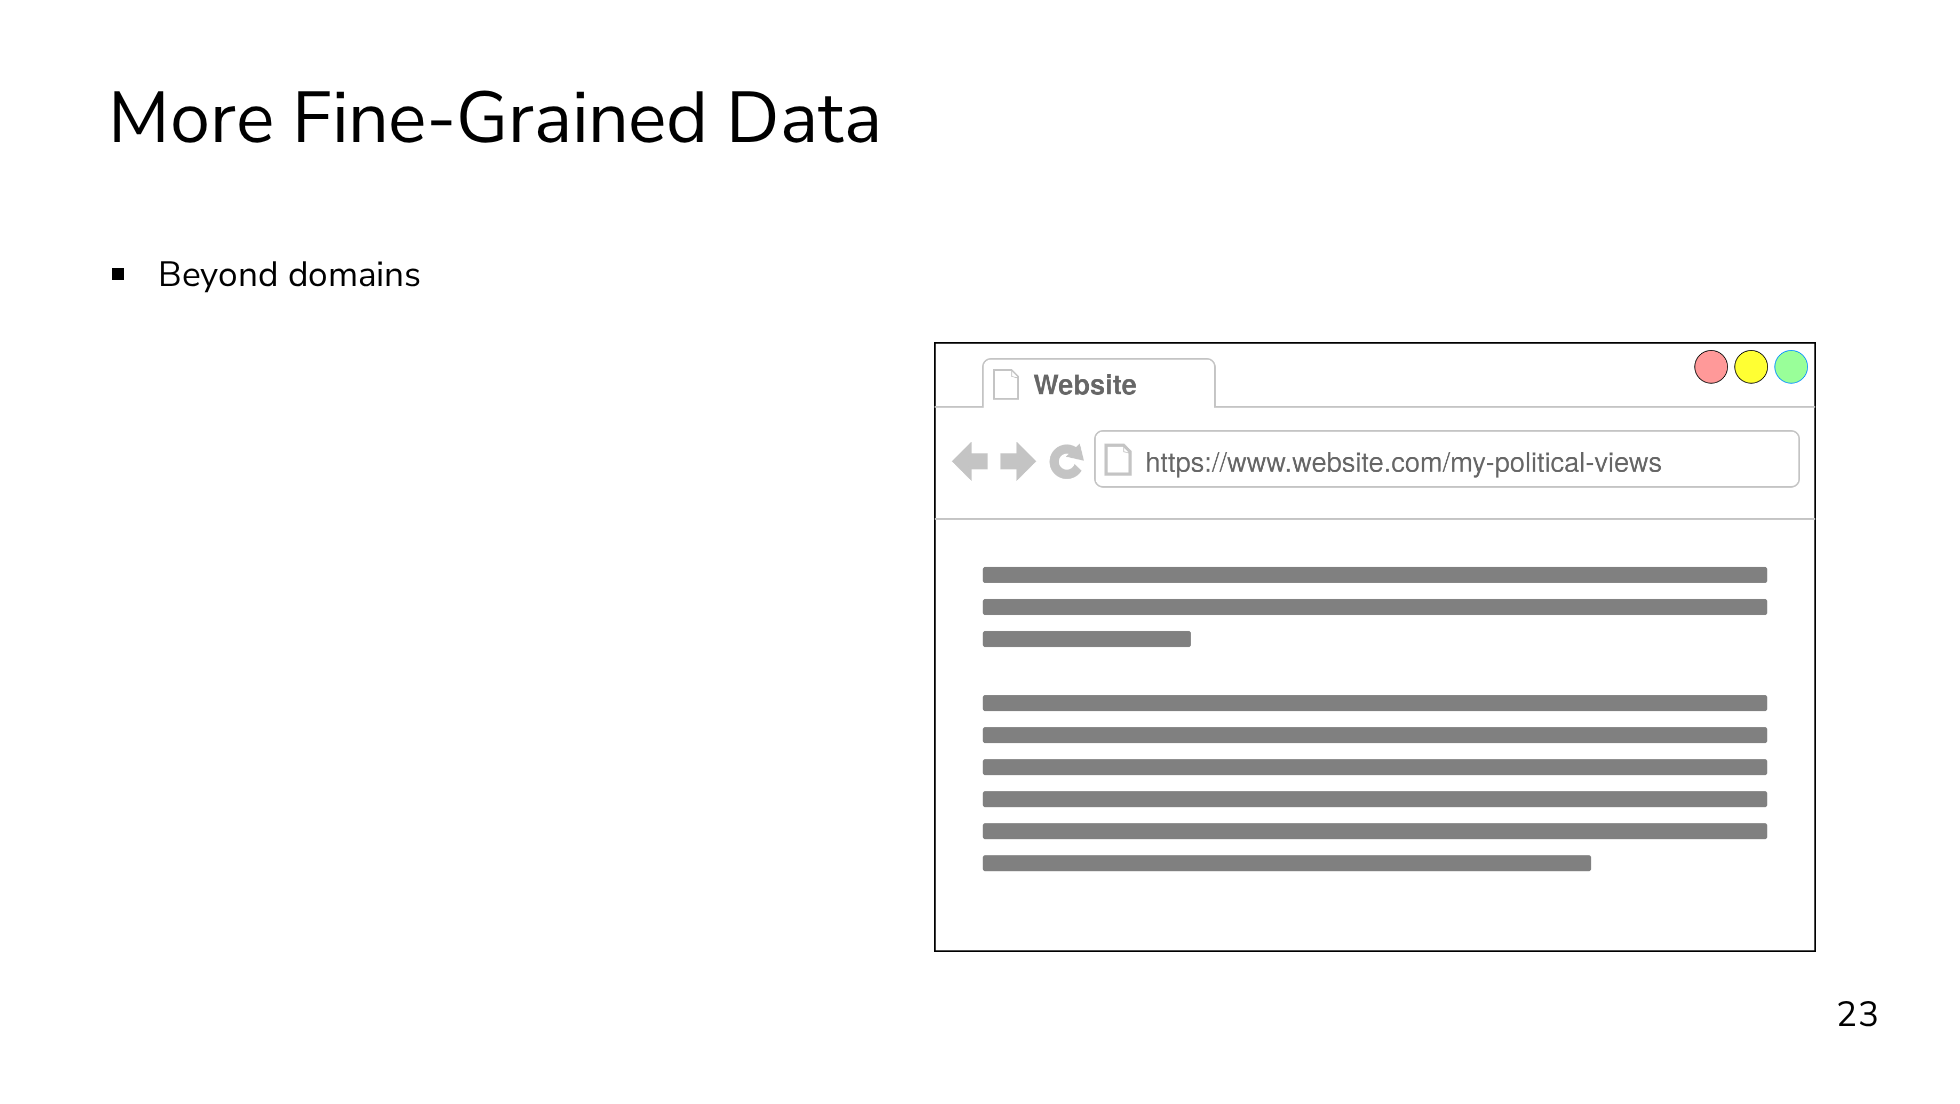 More Fine-Grained Data
▪ Beyond domains
Website
https://www.website.com/my-political-views
23